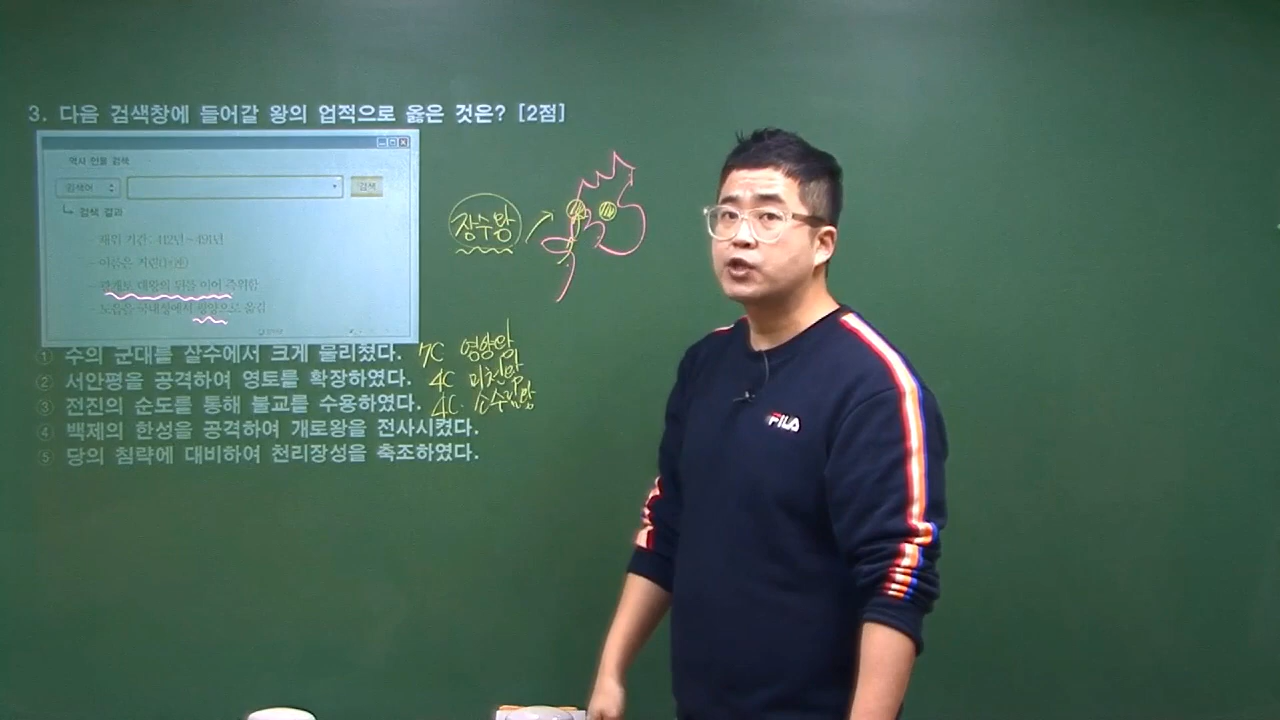 3. 다음 검색창에 들어갈 왕의 업적으로 옳은 것은? [2점]
역사 인물 검색
검색어 검색
검색 결과
- 재위 기간 : 412년~491년
- 이름은 거련(巨連)
- 광개토 대왕의 뒤를 이어 즉위함
- 도읍을 국내성에서 평양으로 옮김
장수왕
① 수의 군대를 살수에서 크게 물리쳤다. 7C 영양왕
② 서안평을 공격하여 영토를 확장하였다. 4C 미천왕
③ 전진의 순도를 통해 불교를 수용하였다. 4C 소수림왕
④ 백제의 한성을 공격하여 개로왕을 전사시켰다.
⑤ 당의 침략에 대비하여 천리장성을 축조하였다.
FILA